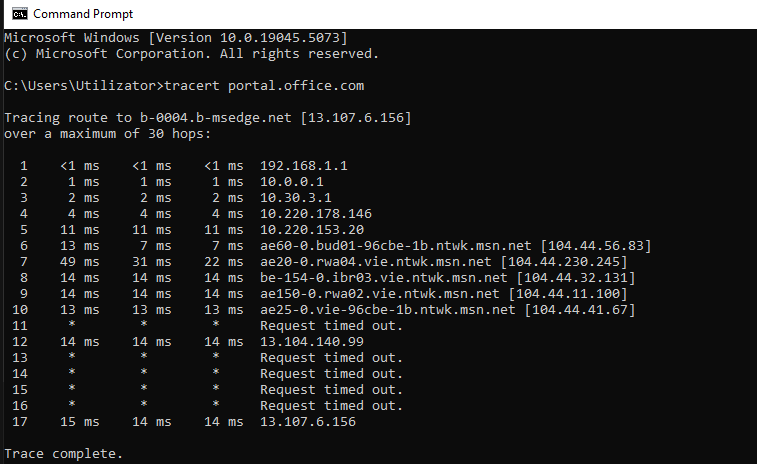 Command Prompt
Microsoft Windows [Version 10.0.19045.5073]
(c) Microsoft Corporation. All rights reserved.
C:\Users\Utilizator>tracert portal.office.com
Tracing route to b-0004.b-msedge.net [13.107.6.156]
over a maximum of 30 hops:
  1    <1 ms    <1 ms    <1 ms  192.168.1.1
  2     1 ms     1 ms     1 ms  10.0.0.1
  3     2 ms     2 ms     2 ms  10.30.3.1
  4     4 ms     4 ms     4 ms  10.220.178.146
  5    11 ms    11 ms    11 ms  10.220.153.20
  6    13 ms     7 ms     7 ms  ae60-0.bud01-96cbe-1b.ntwk.msn.net [104.44.56.83]
  7    49 ms    31 ms    22 ms  ae20-0.rwa04.vie.ntwk.msn.net [104.44.230.245]
  8    14 ms    14 ms    14 ms  be-154-0.ibr03.vie.ntwk.msn.net [104.44.32.131]
  9    14 ms    14 ms    14 ms  ae150-0.rwa02.vie.ntwk.msn.net [104.44.11.100]
 10    13 ms    13 ms    13 ms  ae25-0.vie-96cbe-1b.ntwk.msn.net [104.44.41.67]
 11     *        *        *     Request timed out.
 12    14 ms    14 ms    14 ms  13.104.140.99
 13     *        *        *     Request timed out.
 14     *        *        *     Request timed out.
 15     *        *        *     Request timed out.
 16     *        *        *     Request timed out.
 17    15 ms    14 ms    14 ms  13.107.6.156
Trace complete.